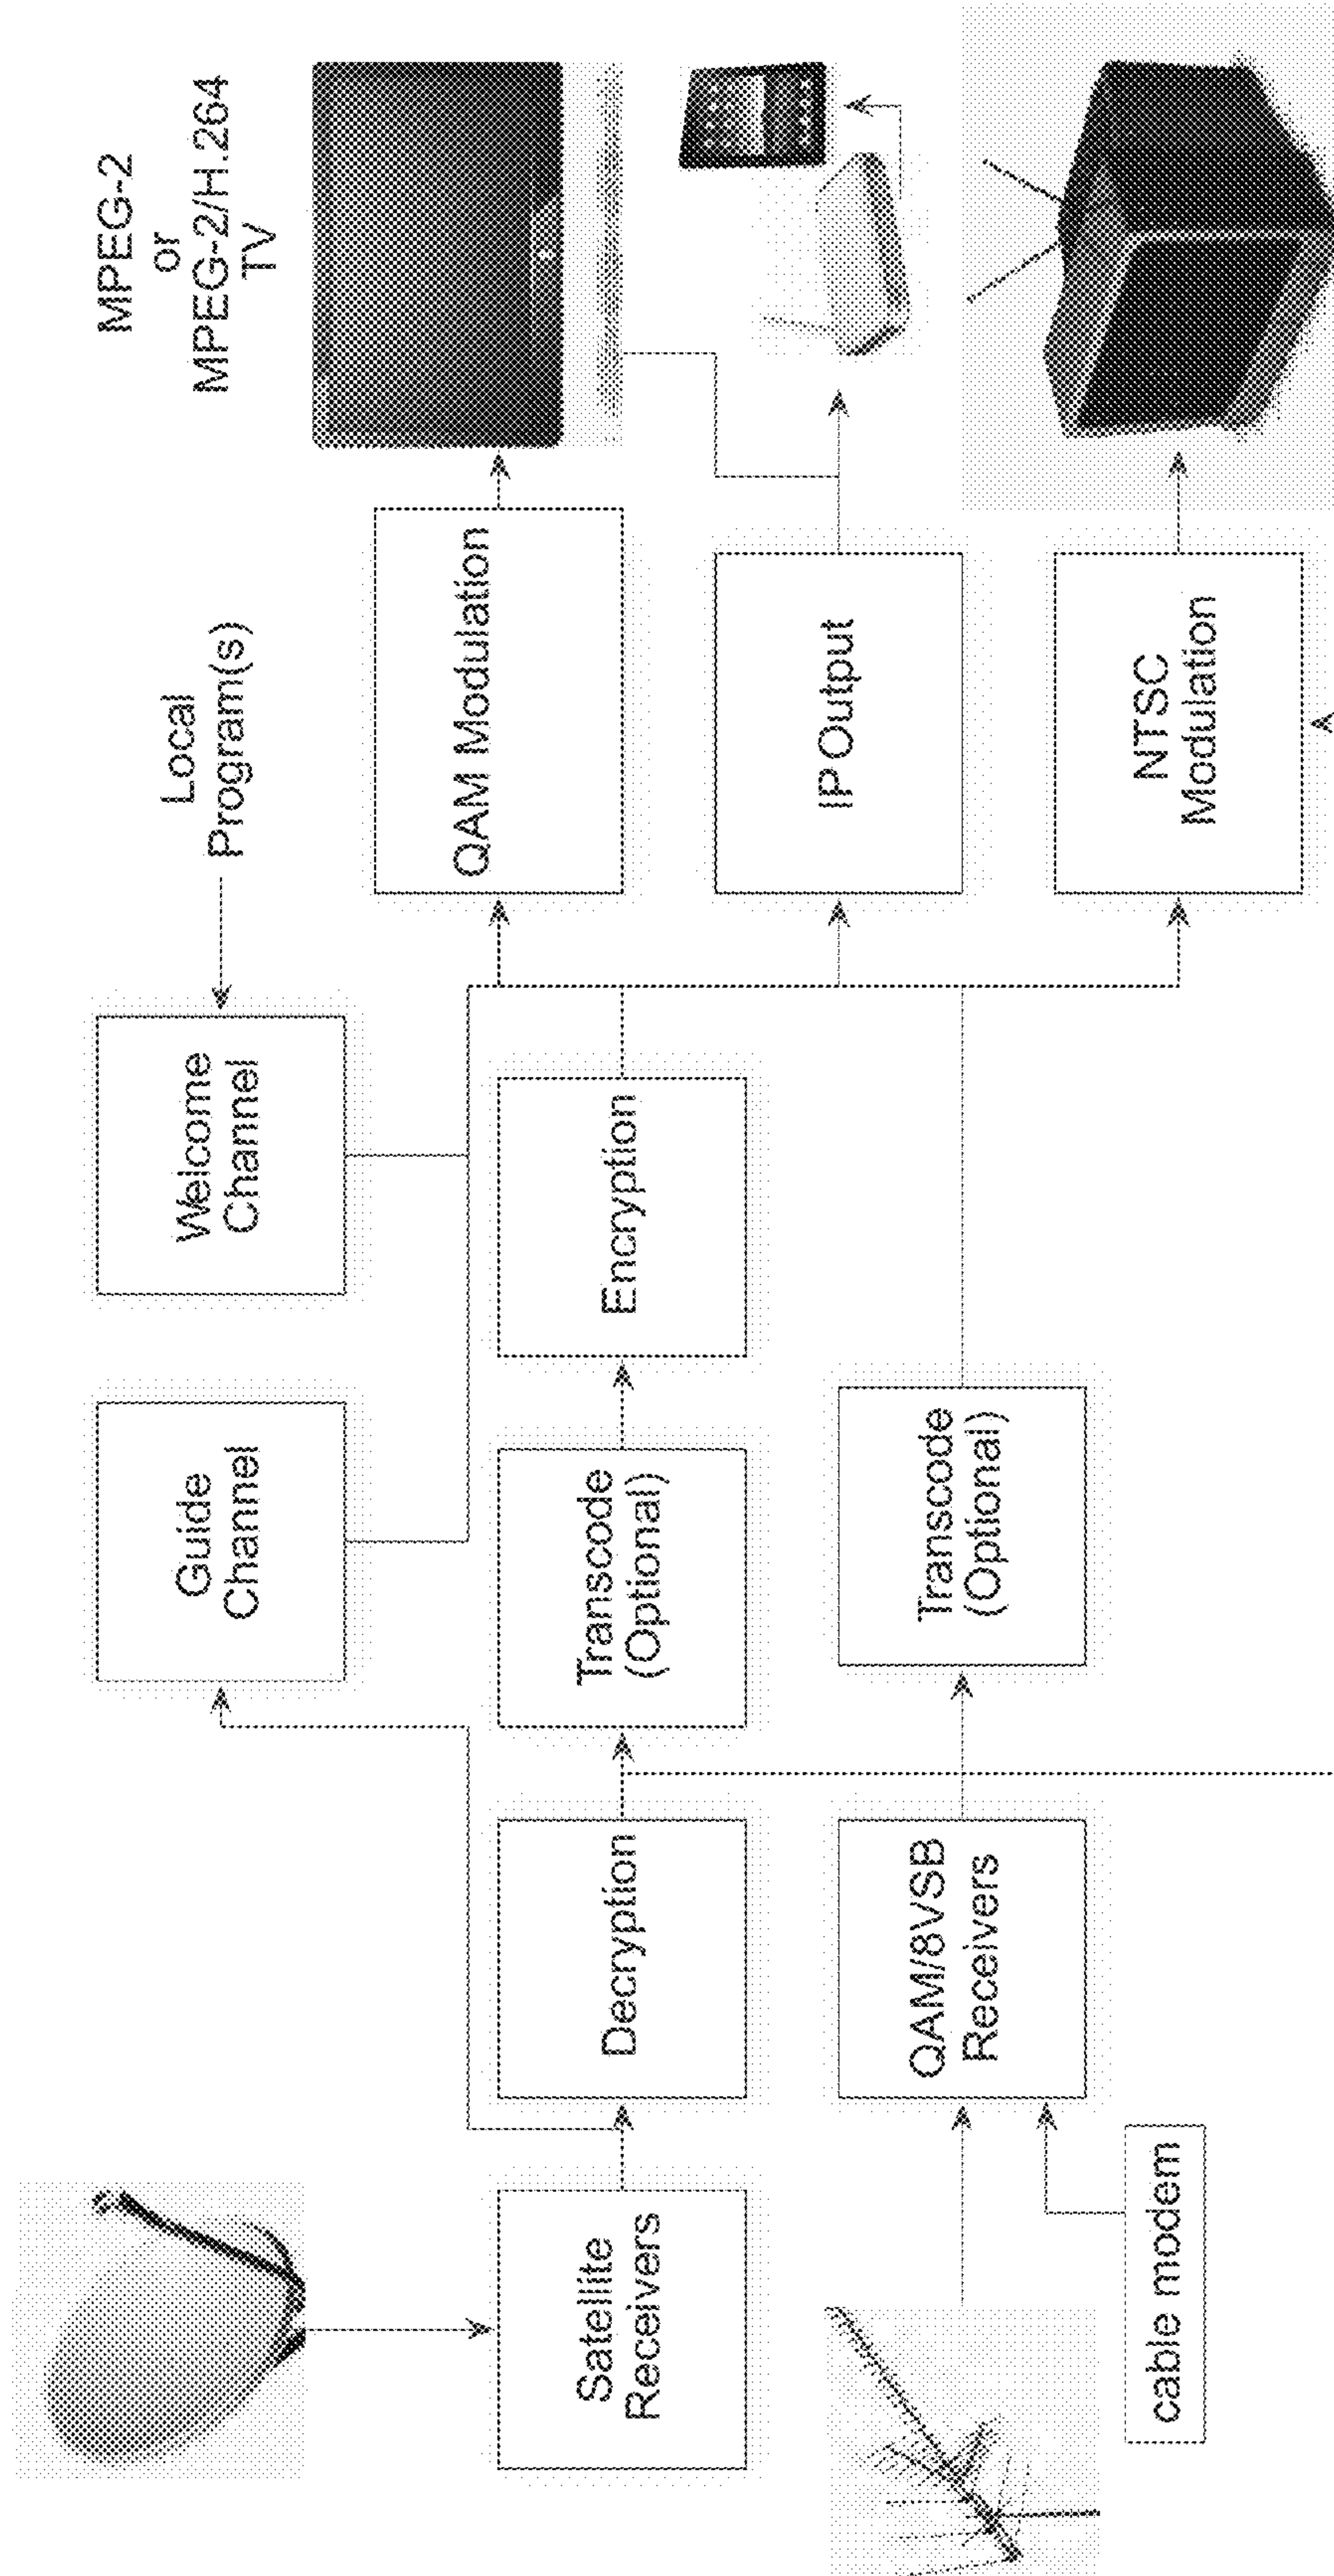 MPEG-2
or
MPEG-2/H.264
TV
Local
Program(s)
Guide
Channel
Welcome
Channel
Satellite
Receivers
Decryption
Transcode
(Optional)
Encryption
QAM Modulation
IP Output
QAM/8VSB
Receivers
Transcode
(Optional)
NTSC
Modulation
cable modem